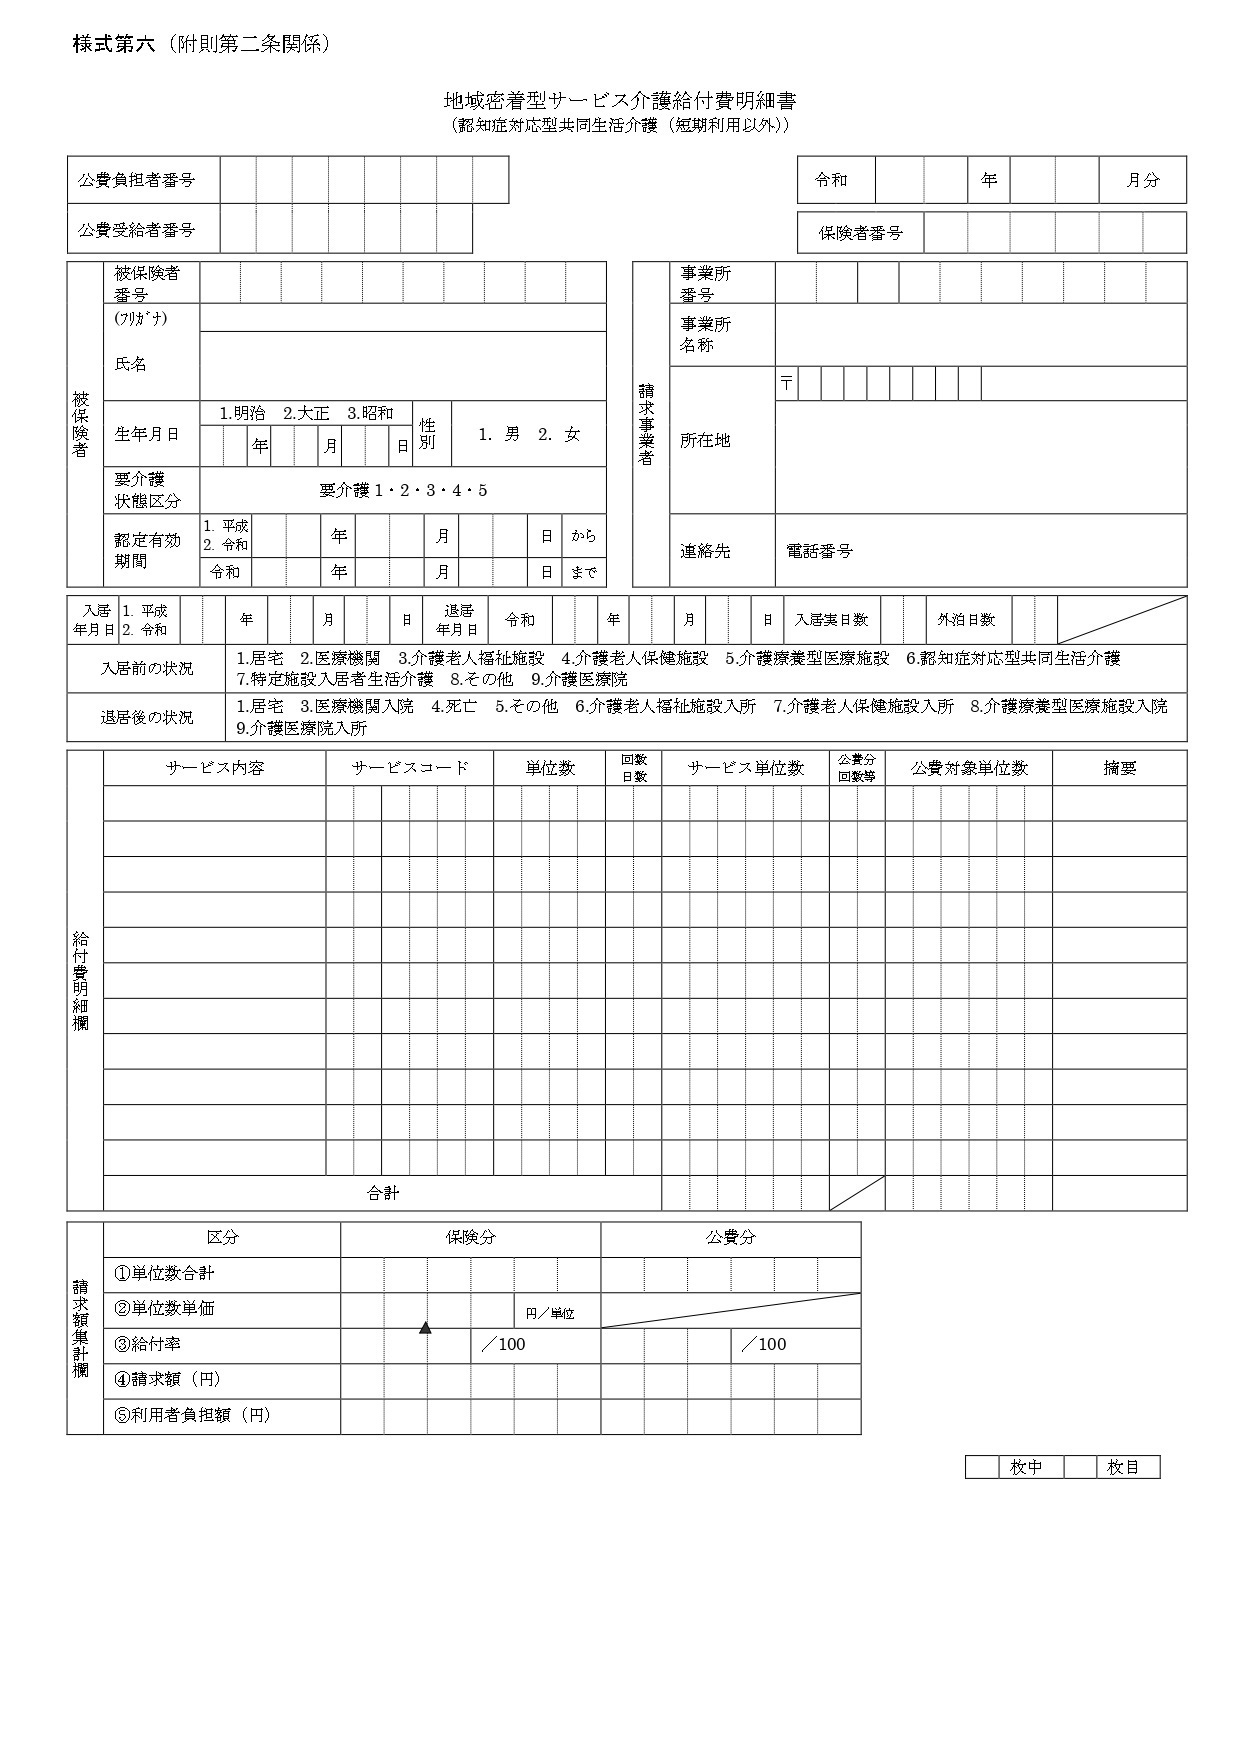 様式第六（附則第二条関係）
地域密着型サービス介護給付費明細書
（認知症対応型共同生活介護（短期利用以外））
公費負担者番号
令和 年 月分
公費受給者番号
保険者番号
被保険者
被保険者
番号
(ﾌﾘｶﾞﾅ)
氏名
生年月日
1.明治 2.大正 3.昭和
年 月 日
性別
1. 男 2. 女
要介護
状態区分
要介護 1・2・3・4・5
認定有効
期間
1. 平成
2. 令和
年 月 日 から
令和 年 月 日 まで
請求事業者
事業所
番号
事業所
名称
〒
所在地
連絡先
電話番号
入居
年月日
1. 平成
2. 令和
年 月 日
退居
年月日
令和 年 月 日
入居実日数
外泊日数
入居前の状況
1.居宅 2.医療機関 3.介護老人福祉施設 4.介護老人保健施設 5.介護療養型医療施設 6.認知症対応型共同生活介護
7.特定施設入居者生活介護 8.その他 9.介護医療院
退居後の状況
1.居宅 3.医療機関入院 4.死亡 5.その他 6.介護老人福祉施設入所 7.介護老人保健施設入所 8.介護療養型医療施設入院
9.介護医療院入所
給付費明細欄
サービス内容 サービスコード 単位数 回数日数 サービス単位数 公費分回数等 公費対象単位数 摘要
合計
請求額集計欄
区分 保険分 公費分
①単位数合計
②単位数単価 円／単位
③給付率 ／100 ／100
④請求額（円）
⑤利用者負担額（円）
枚中 枚目